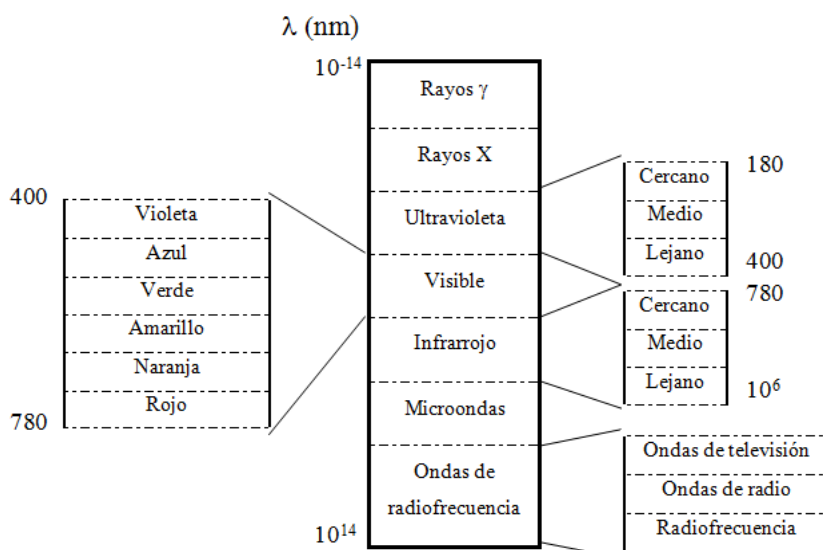 λ (nm)
10⁻¹⁴
Rayos γ
Rayos X
Ultravioleta
Visible
Infrarrojo
Microondas
Ondas de
radiofrecuencia
10¹⁴
400
Violeta
Azul
Verde
Amarillo
Naranja
Rojo
780
180
Cercano
Medio
Lejano
400
780
Cercano
Medio
Lejano
10⁶
Ondas de televisión
Ondas de radio
Radiofrecuencia